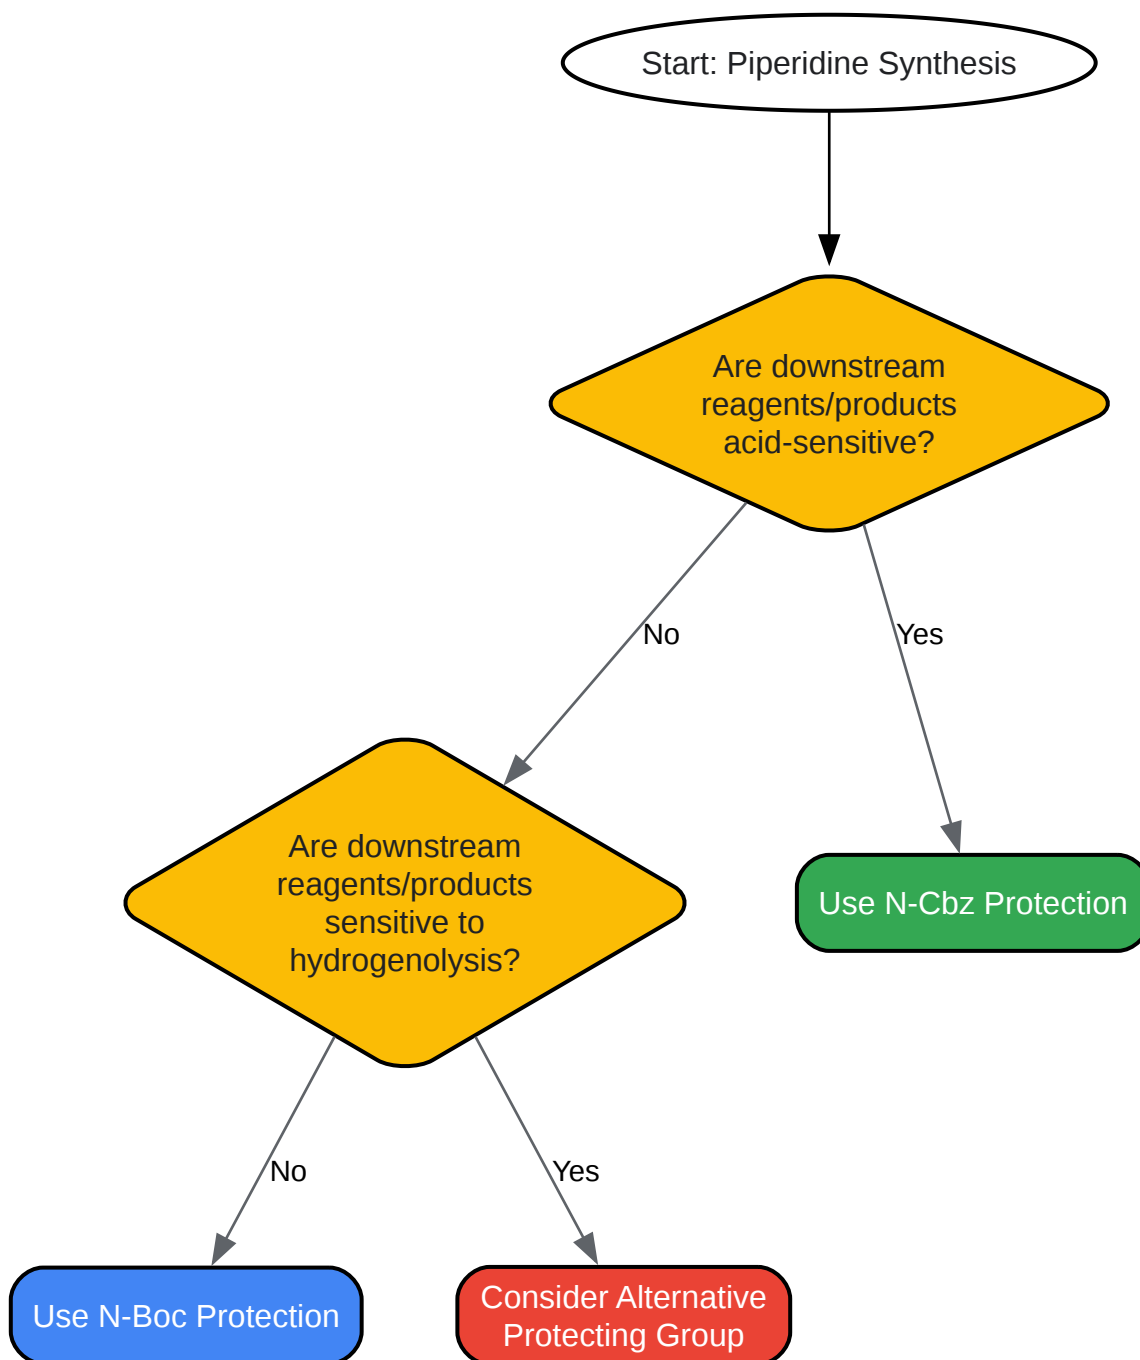 Start: Piperidine Synthesis
Are downstream
reagents/products
acid-sensitive?
No
Yes
Are downstream
reagents/products
sensitive to
hydrogenolysis?
Use N-Cbz Protection
No
Yes
Use N-Boc Protection
Consider Alternative
Protecting Group